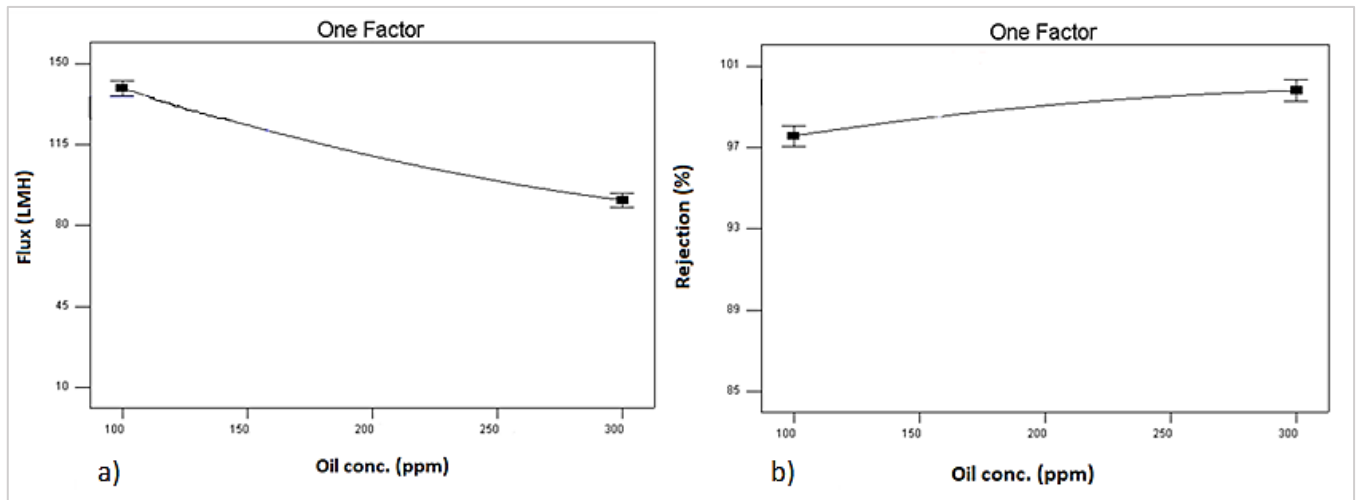 One Factor
150
115
80
45
10
Flux (LMH)
100 150 200 250 300
Oil conc. (ppm)
a)
One Factor
101
97
93
89
85
Rejection (%)
100 150 200 250 300
Oil conc. (ppm)
b)